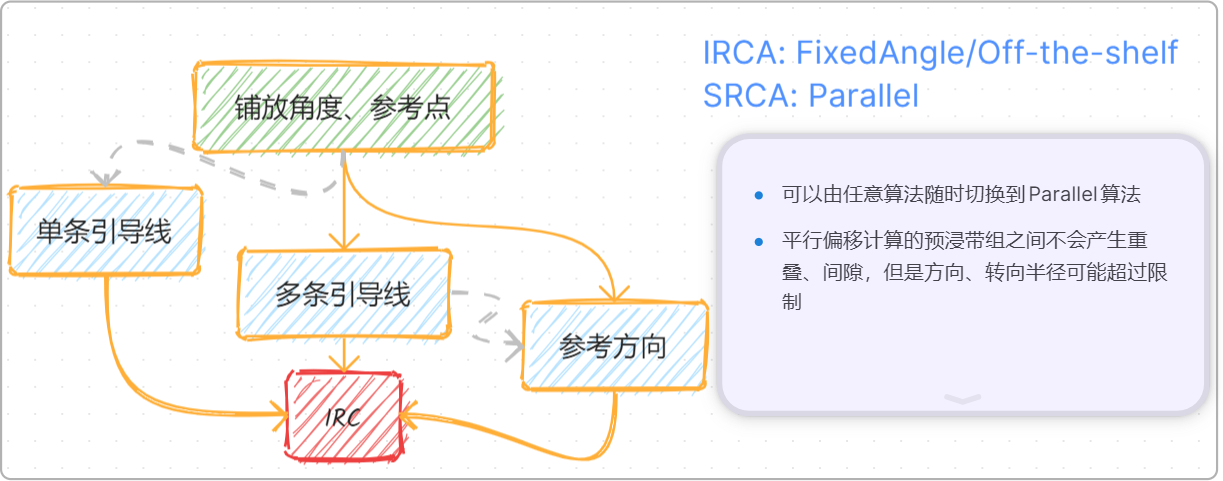 IRCA: FixedAngle/Off-the-shelf
SRCA: Parallel
铺放角度、参考点
单条引导线
多条引导线
参考方向
IRC
可以由任意算法随时切换到Parallel算法
平行偏移计算的预浸带组之间不会产生重
叠、间隙，但是方向、转向半径可能超过限
制